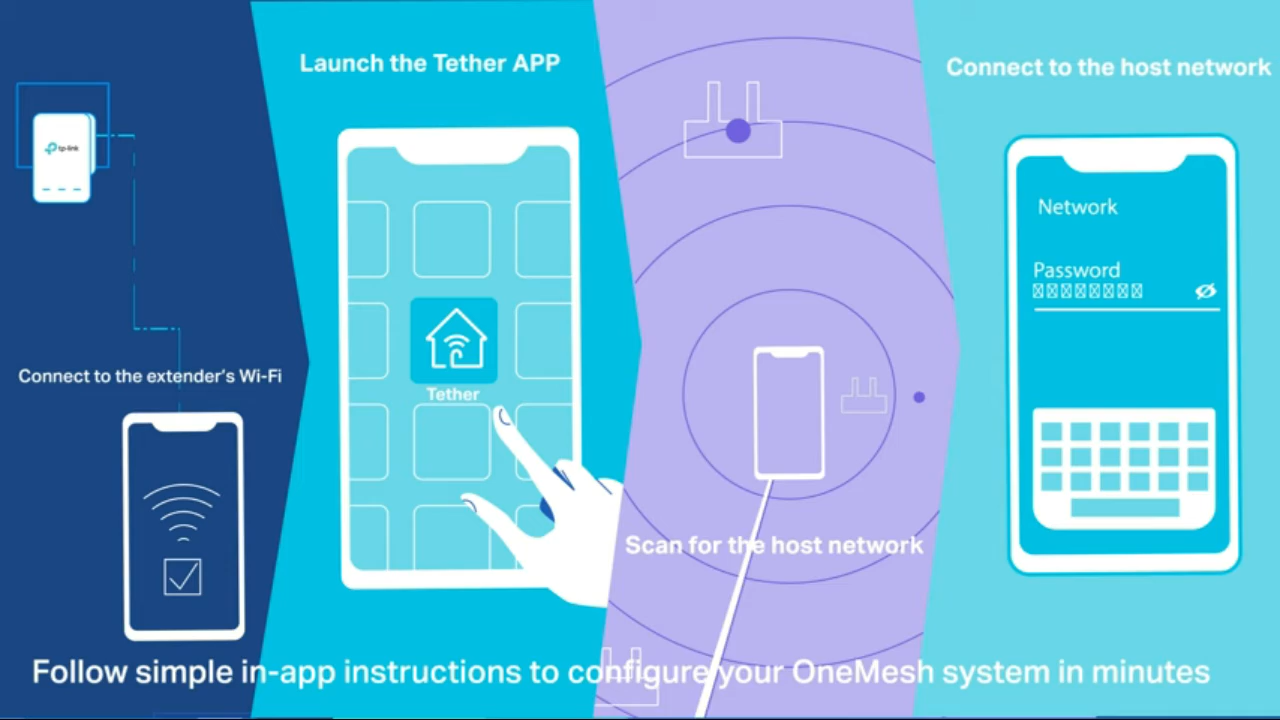 tp-link
Connect to the extender's Wi-Fi
Launch the Tether APP
Tether
Scan for the host network
Connect to the host network
Network
Password
Follow simple in-app instructions to configure your OneMesh system in minutes